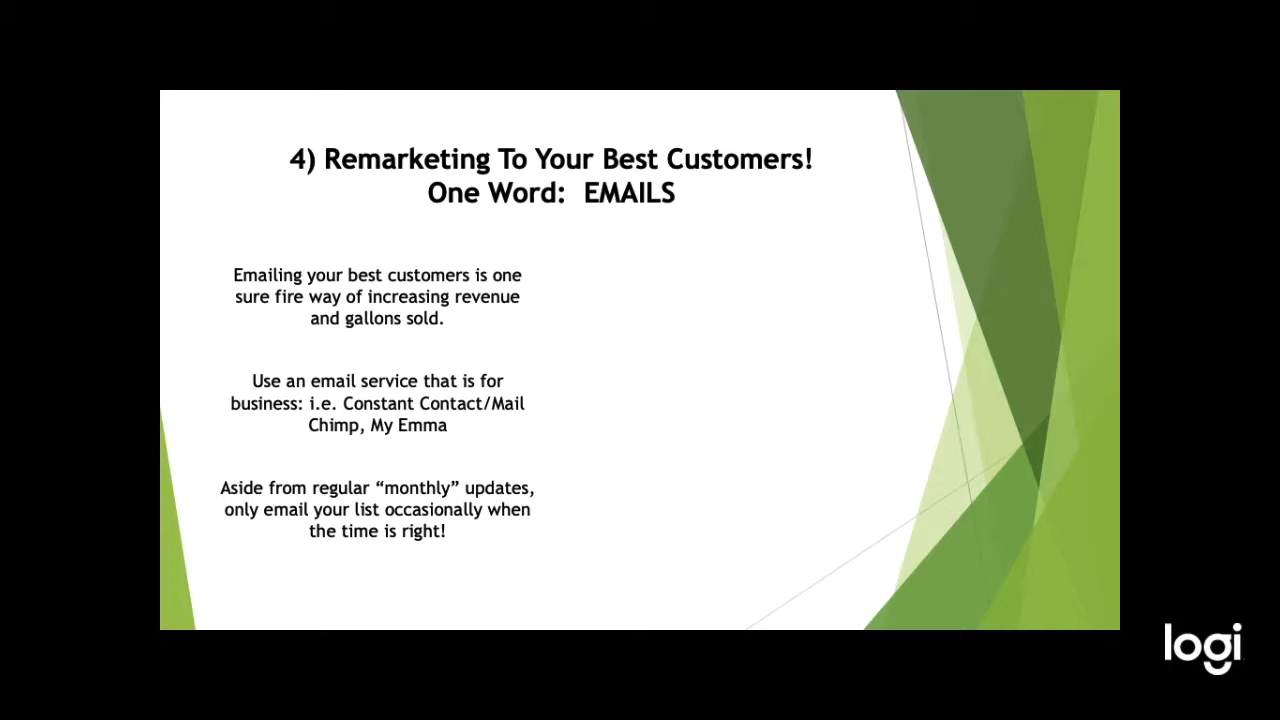 4) Remarketing To Your Best Customers!
One Word:  EMAILS
Emailing your best customers is one
sure fire way of increasing revenue
and gallons sold.
Use an email service that is for
business: i.e. Constant Contact/Mail
Chimp, My Emma
Aside from regular “monthly” updates,
only email your list occasionally when
the time is right!
logi